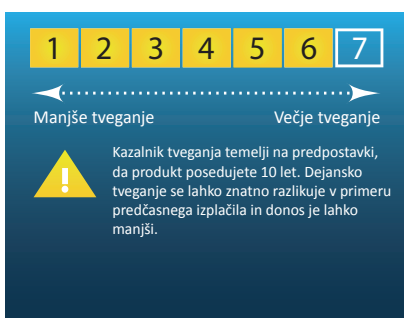 1 2 3 4 5 6 7
Manjše tveganje Večje tveganje
Kazalnik tveganja temelji na predpostavki,
da produkt posedujete 10 let. Dejansko
tveganje se lahko znatno razlikuje v primeru
predčasnega izplačila in donos je lahko
manjši.